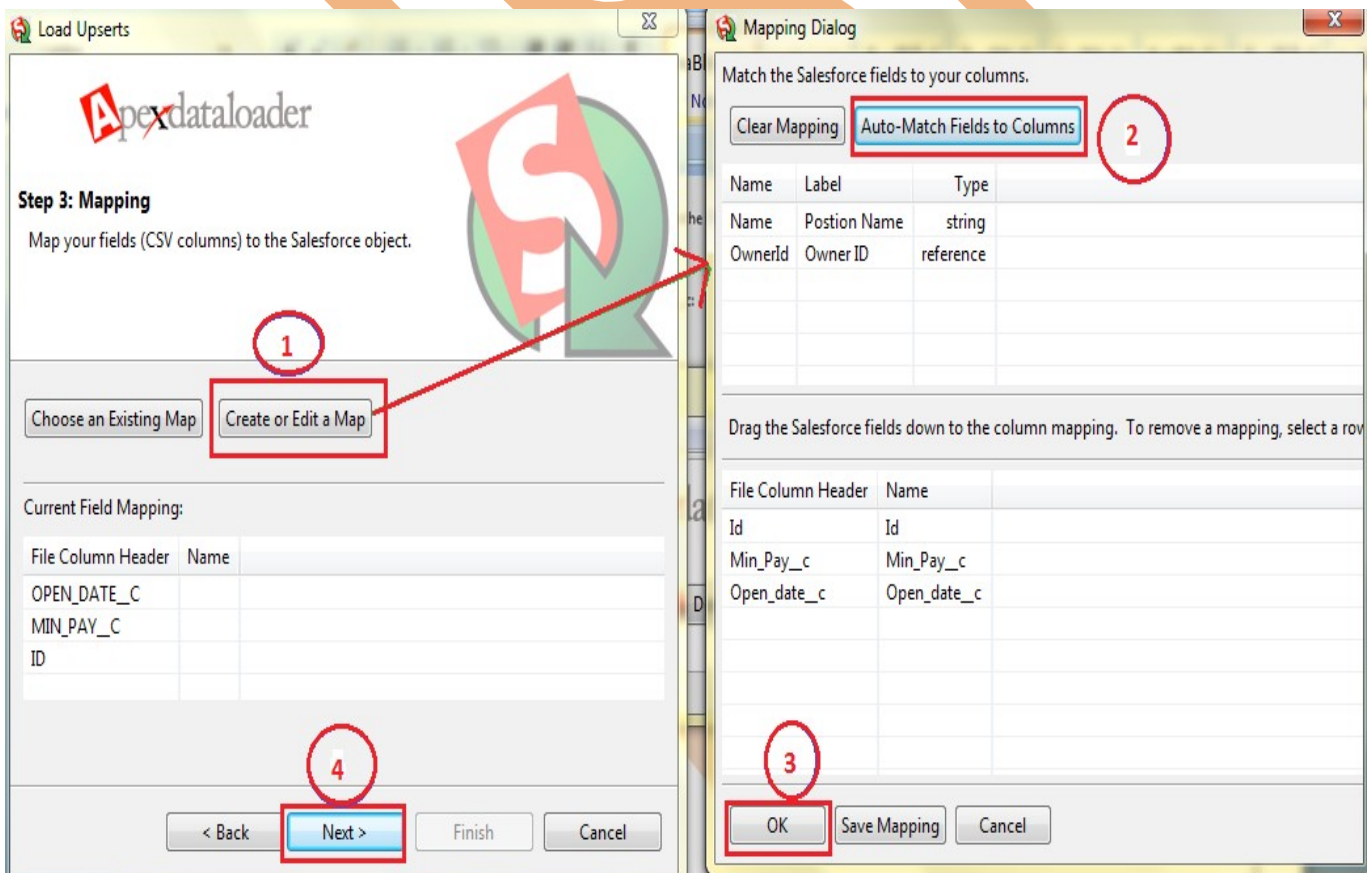 Load Upserts
Apexdataloader
Step 3: Mapping
Map your fields (CSV columns) to the Salesforce object.
1
Choose an Existing Map Create or Edit a Map
Current Field Mapping:
File Column Header Name
OPEN_DATE__C
MIN_PAY__C
ID
4
< Back Next > Finish Cancel
Mapping Dialog
Match the Salesforce fields to your columns.
Clear Mapping Auto-Match Fields to Columns
2
Name Label Type
Name Postion Name string
OwnerId Owner ID reference
Drag the Salesforce fields down to the column mapping. To remove a mapping, select a row
File Column Header Name
Id Id
Min_Pay__c Min_Pay__c
Open_date__c Open_date__c
3
OK Save Mapping Cancel